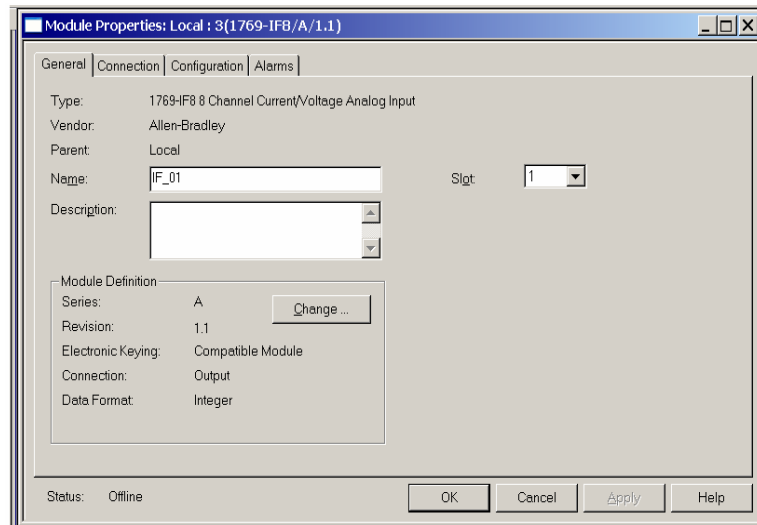 Module Properties: Local : 3(1769-IF8/A/1.1)
General Connection Configuration Alarms
Type: 1769-IF8 8 Channel Current/Voltage Analog Input
Vendor: Allen-Bradley
Parent: Local
Name: IF_01 Slot: 1
Description:
Module Definition
Series: A Change ...
Revision: 1.1
Electronic Keying: Compatible Module
Connection: Output
Data Format: Integer
Status: Offline OK Cancel Apply Help